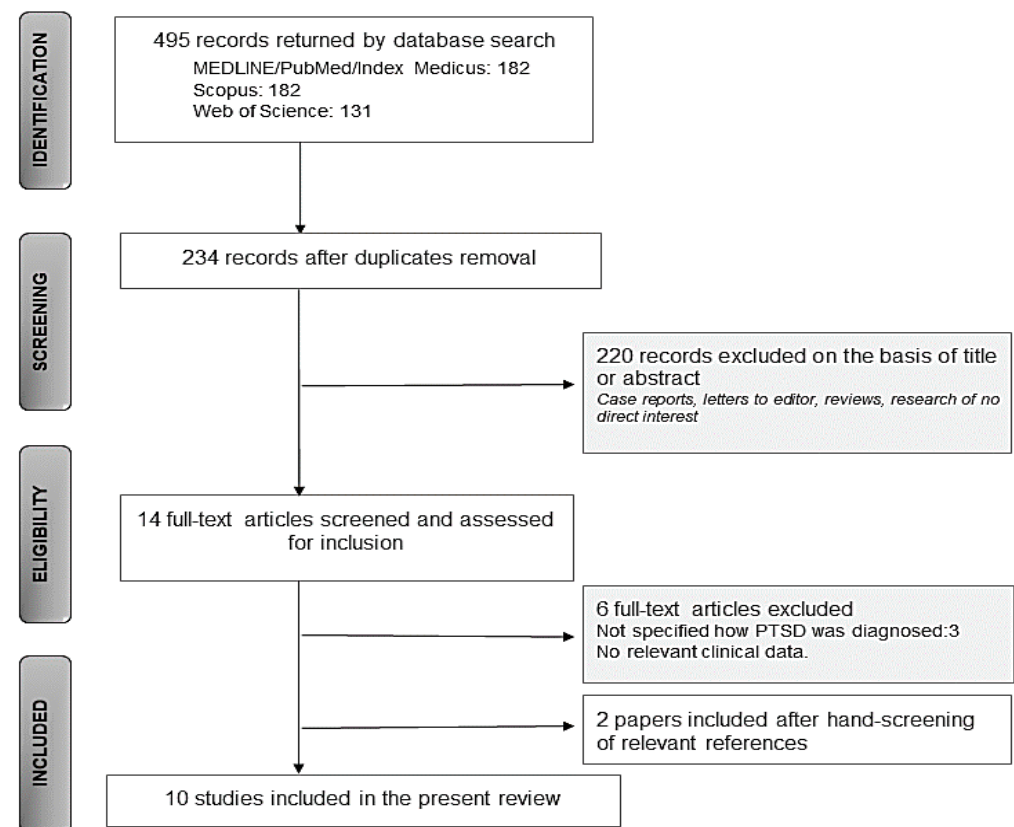 IDENTIFICATION
495 records returned by database search
MEDLINE/PubMed/Index Medicus: 182
Scopus: 182
Web of Science: 131
SCREENING
234 records after duplicates removal
220 records excluded on the basis of title
or abstract
Case reports, letters to editor, reviews, research of no
direct interest
ELIGIBILITY
14 full-text articles screened and assessed
for inclusion
6 full-text articles excluded
Not specified how PTSD was diagnosed:3
No relevant clinical data.
INCLUDED
2 papers included after hand-screening
of relevant references
10 studies included in the present review